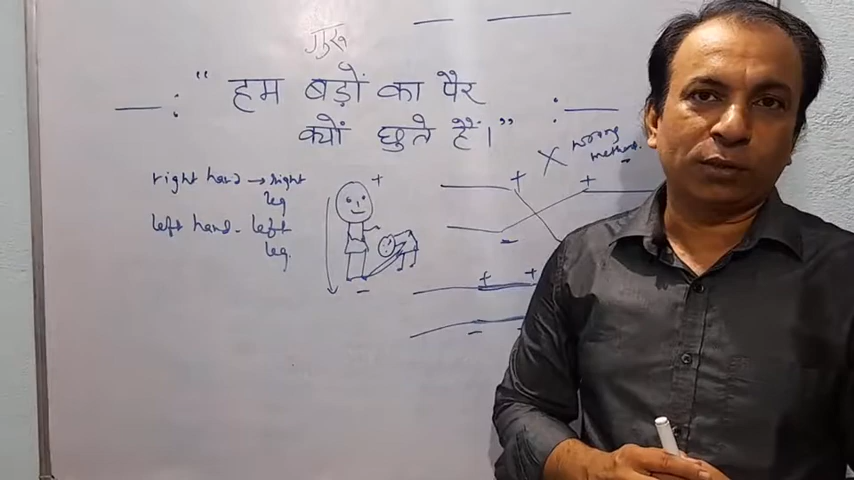 गुरू
—: "हम बड़ों का पैर
क्यों छुते हैं।" :—
right hand → right
leg
left hand - left
leg
× wrong
method.
+
+ +
-
-
+ +
-